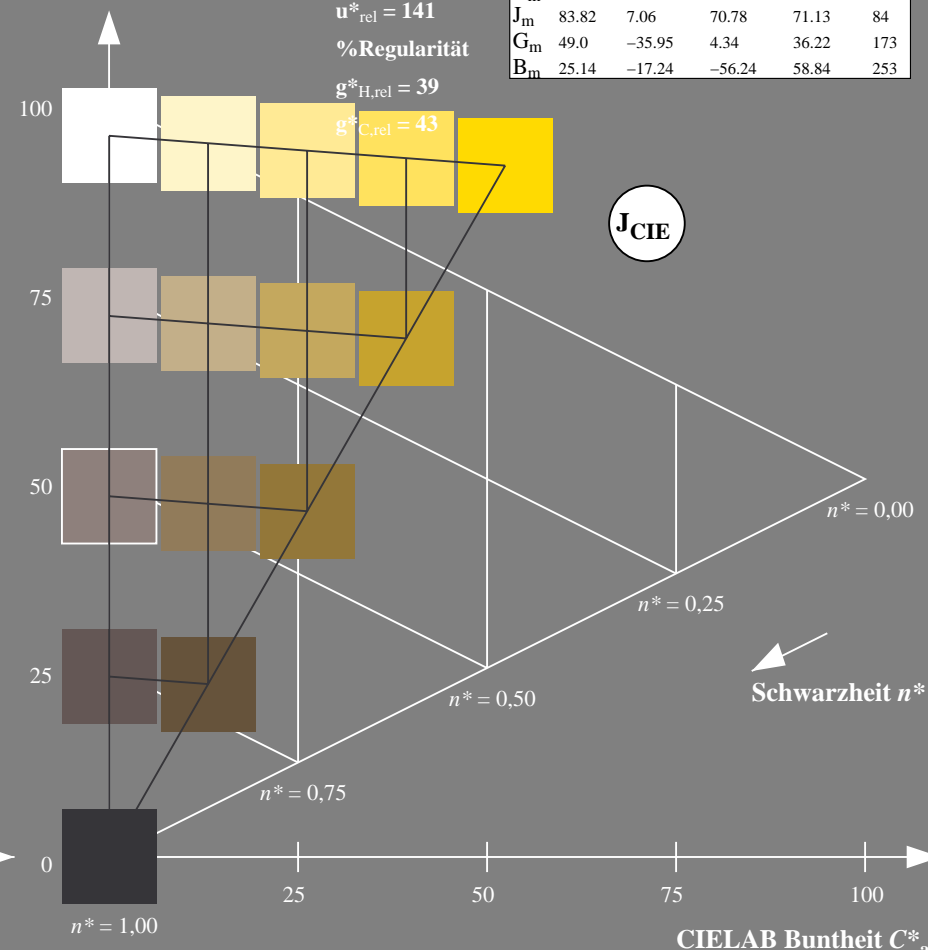 u*rel = 141
%Regularität
g*H,rel = 39
g*C,rel = 43
Jm 83.82 7.06 70.78 71.13 84
Gm 49.0 −35.95 4.34 36.22 173
Bm 25.14 −17.24 −56.24 58.84 253
100
JCIE
75
50
n* = 0,00
n* = 0,25
25
Schwarzheit n*
n* = 0,50
n* = 0,75
0
25 50 75 100
n* = 1,00
CIELAB Buntheit C*a